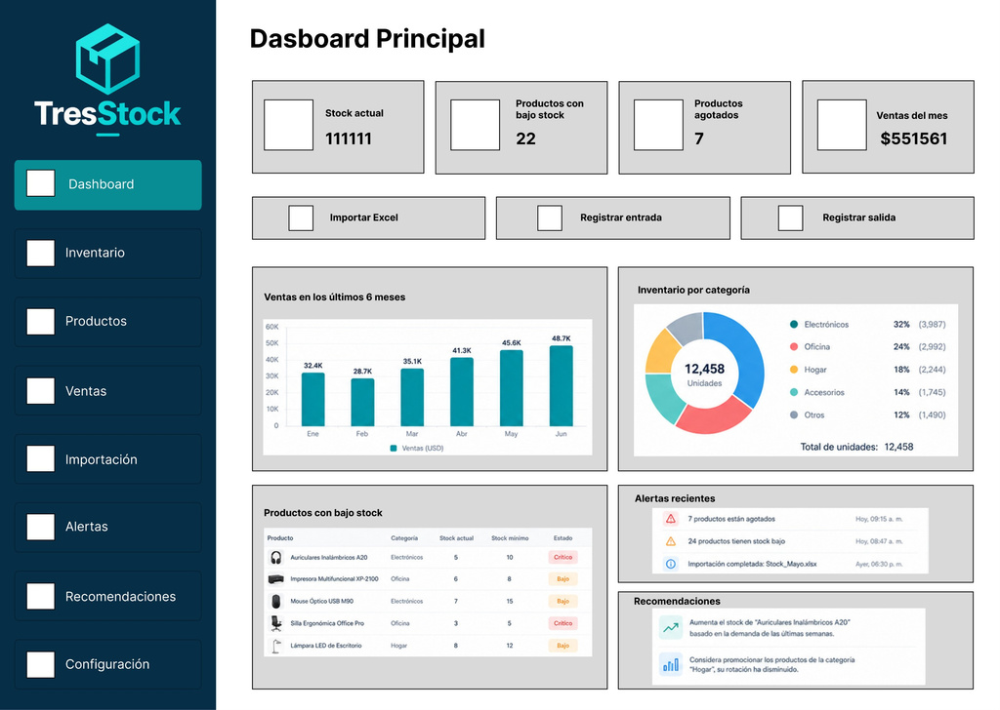 TresStock
Dashboard
Inventario
Productos
Ventas
Importación
Alertas
Recomendaciones
Configuración
Dasboard Principal
Stock actual
111111
Productos con
bajo stock
22
Productos
agotados
7
Ventas del mes
$551561
Importar Excel
Registrar entrada
Registrar salida
Ventas en los últimos 6 meses
60K
50K
40K
30K
20K
10K
0
32.4K
28.7K
35.1K
41.3K
45.6K
48.7K
Ene Feb Mar Abr May Jun
Ventas (USD)
Inventario por categoría
12,458
Unidades
Electrónicos 32% (3,987)
Oficina 24% (2,992)
Hogar 18% (2,244)
Accesorios 14% (1,745)
Otros 12% (1,490)
Total de unidades: 12,458
Productos con bajo stock
Producto Categoría Stock actual Stock mínimo Estado
Auriculares Inalámbricos A20 Electrónicos 5 10 Crítico
Impresora Multifuncional XP-2100 Oficina 6 8 Bajo
Mouse Óptico USB M90 Electrónicos 7 15 Bajo
Silla Ergonómica Office Pro Oficina 3 5 Crítico
Lámpara LED de Escritorio Hogar 8 12 Bajo
Alertas recientes
7 productos están agotados Hoy, 09:15 a. m.
24 productos tienen stock bajo Hoy, 08:47 a. m.
Importación completada: Stock_Mayo.xlsx Ayer, 06:30 p. m.
Recomendaciones
Aumenta el stock de "Auriculares Inalámbricos A20"
basado en la demanda de las últimas semanas.
Considera promocionar los productos de la categoría
"Hogar", su rotación ha disminuido.